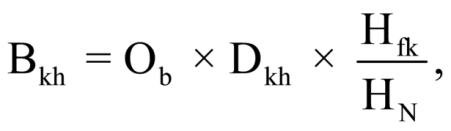 B_kh = O_b × D_kh × H_fk / H_N,